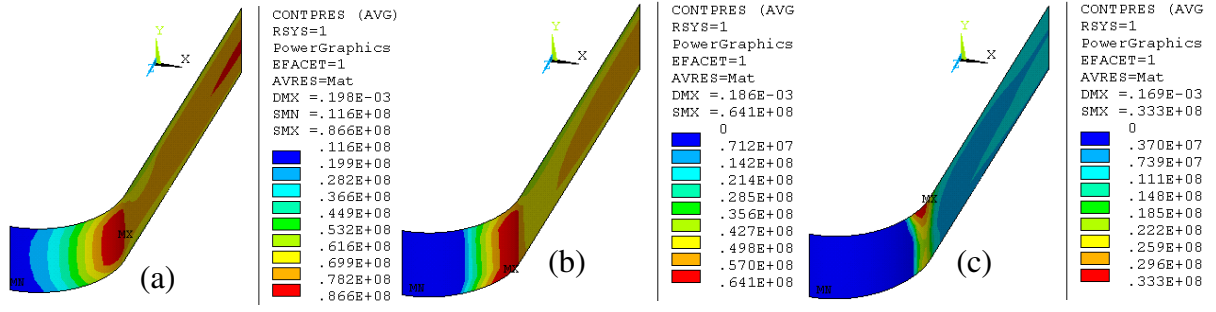 Y
X
Z
MX
MN
(a)
CONTPRES (AVG)
RSYS=1
PowerGraphics
EFACET=1
AVRES=Mat
DMX =.198E-03
SMN =.116E+08
SMX =.866E+08
.116E+08
.199E+08
.282E+08
.366E+08
.449E+08
.532E+08
.616E+08
.699E+08
.782E+08
.866E+08
Y
X
Z
MX
MN
(b)
CONTPRES (AVG
RSYS=1
PowerGraphics
EFACET=1
AVRES=Mat
DMX =.186E-03
SMX =.641E+08
0
.712E+07
.142E+08
.214E+08
.285E+08
.356E+08
.427E+08
.498E+08
.570E+08
.641E+08
Y
X
Z
MX
MN
(c)
CONTPRES (AVG
RSYS=1
PowerGraphics
EFACET=1
AVRES=Mat
DMX =.169E-03
SMX =.333E+08
0
.370E+07
.739E+07
.111E+08
.148E+08
.185E+08
.222E+08
.259E+08
.296E+08
.333E+08